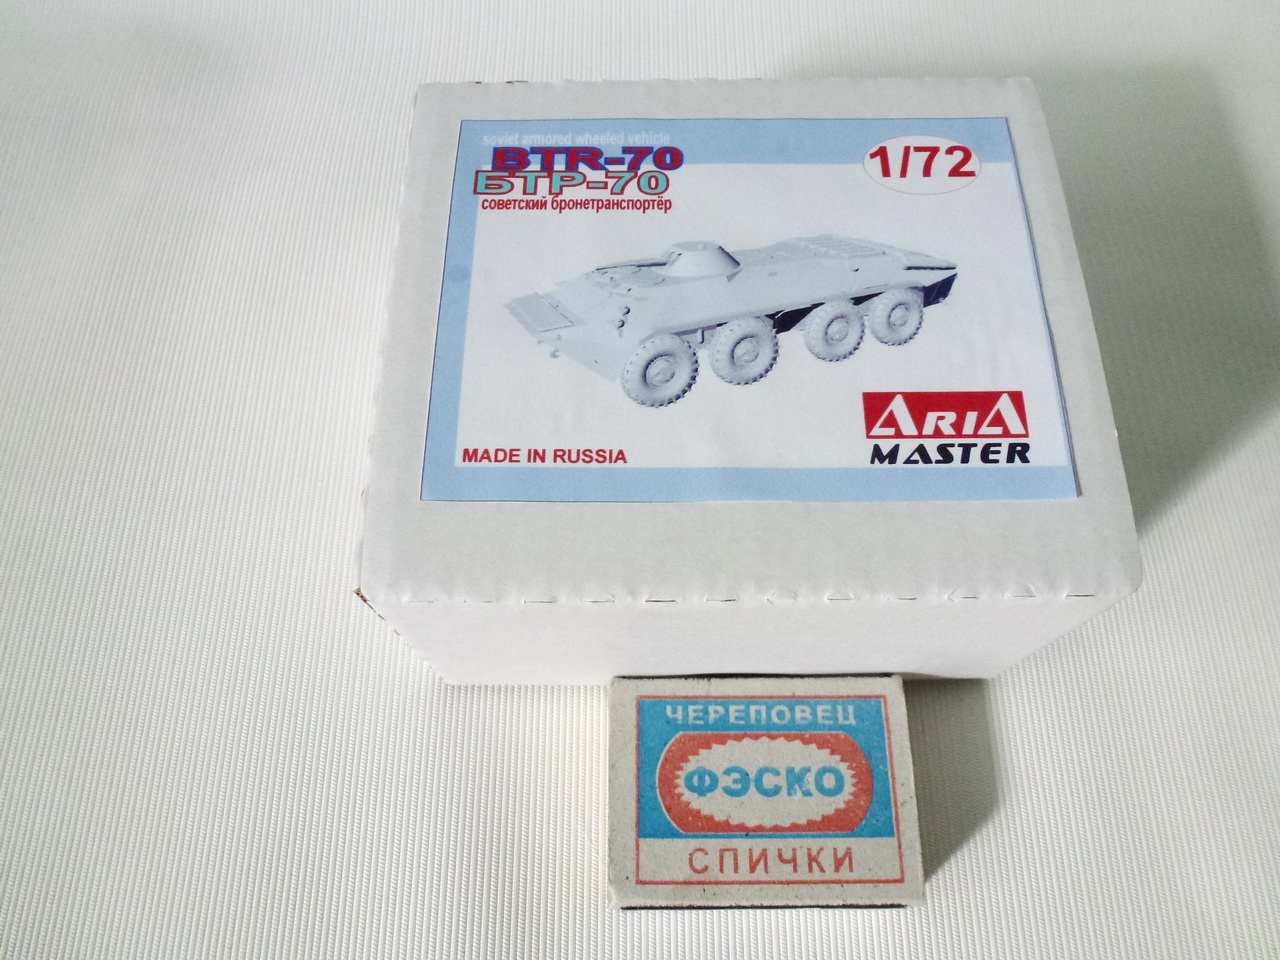 soviet armored wheeled vehicle
BTR-70
БТР-70
советский бронетранспортёр
1/72
MADE IN RUSSIA
ARIA
MASTER
ЧЕРЕПОВЕЦ
ФЭСКО
СПИЧКИ